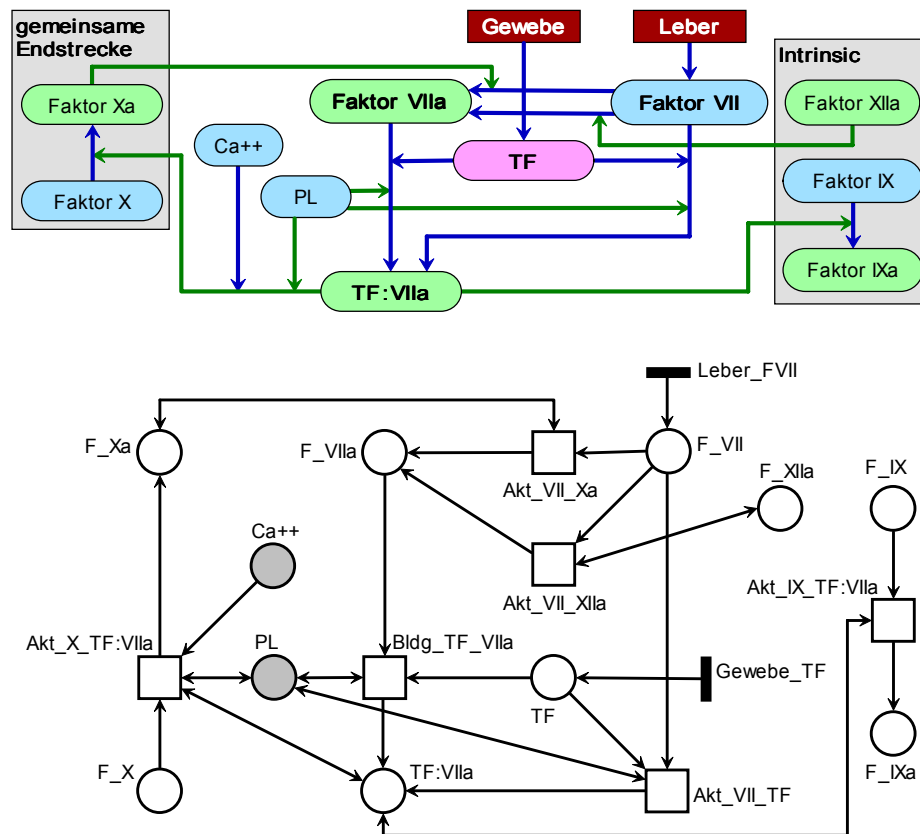 gemeinsame
Endstrecke
Gewebe
Leber
Intrinsic
Faktor Xa
Faktor VIIa
Faktor VII
Faktor XIIa
Ca++
TF
Faktor X
PL
Faktor IX
TF:VIIa
Faktor IXa
Leber_FVII
F_Xa
F_VIIa
F_VII
F_XIIa
F_IX
Akt_VII_Xa
Ca++
Akt_VII_XIIa
Akt_IX_TF:VIIa
Akt_X_TF:VIIa
PL
Bldg_TF_VIIa
Gewebe_TF
TF
F_X
TF:VIIa
Akt_VII_TF
F_IXa